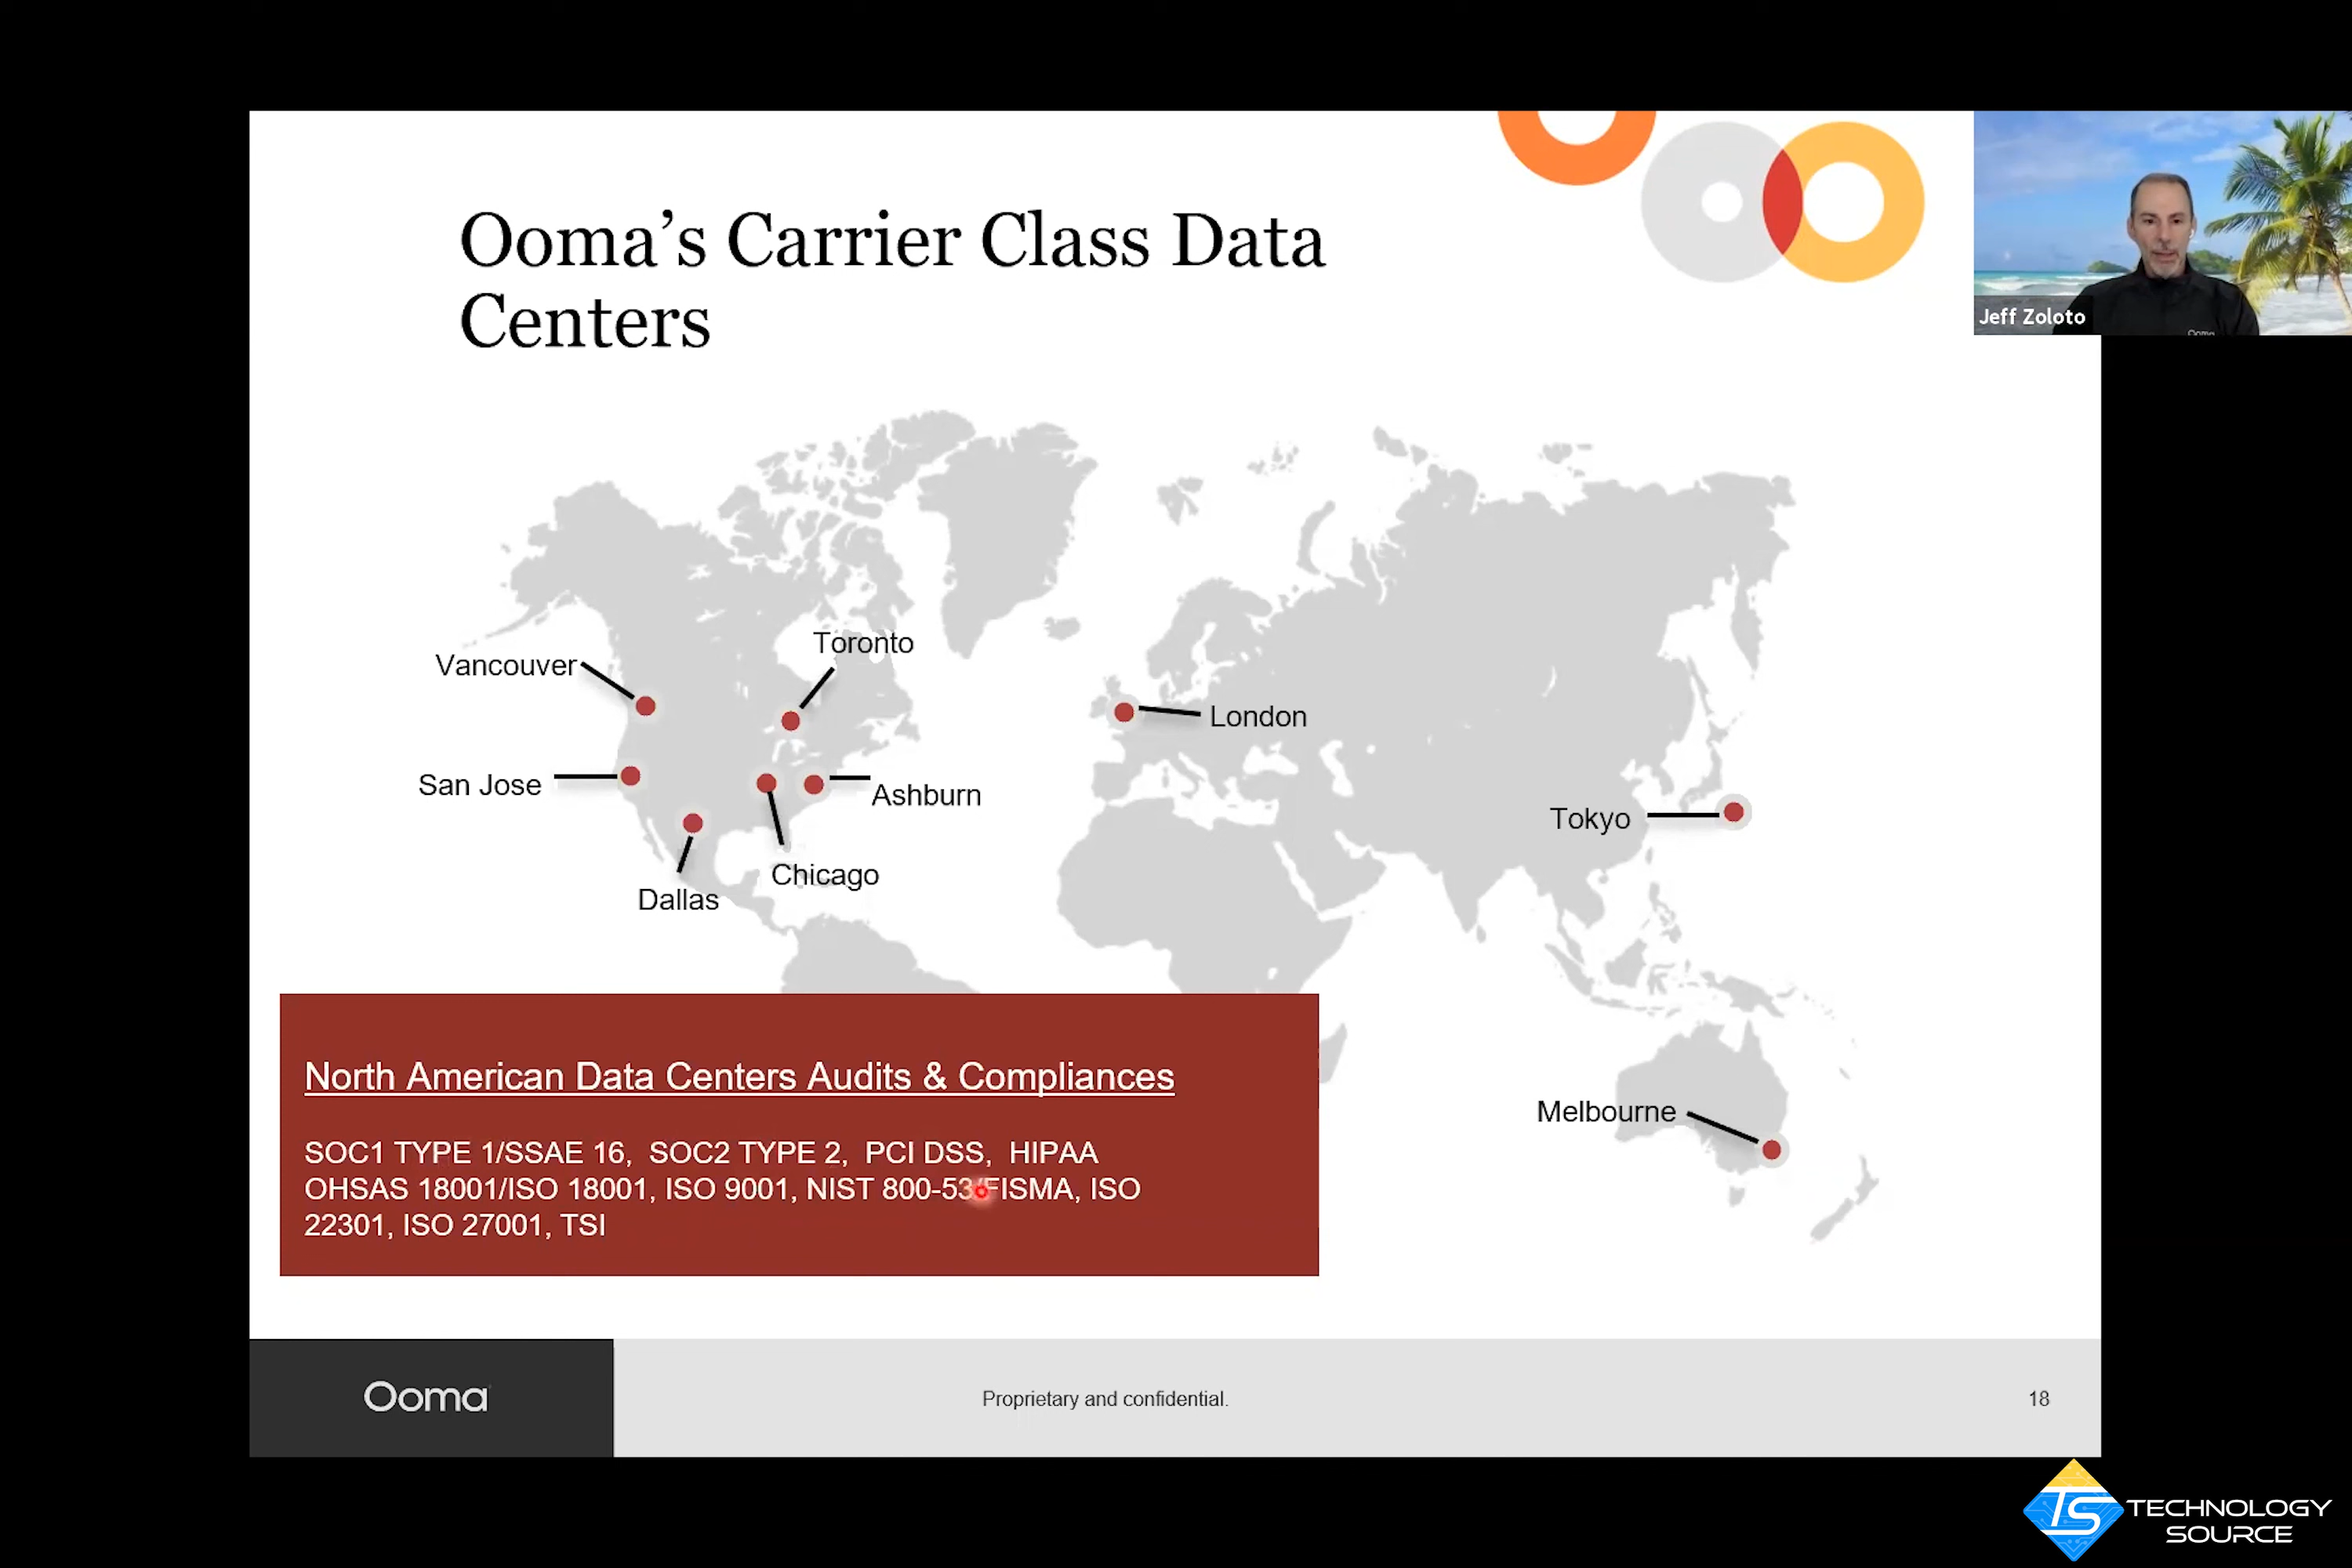 Ooma’s Carrier Class Data
Centers
Jeff Zoloto
Ooma
Toronto
Vancouver
London
San Jose
Ashburn
Tokyo
Chicago
Dallas
Melbourne
North American Data Centers Audits & Compliances
SOC1 TYPE 1/SSAE 16, SOC2 TYPE 2, PCI DSS, HIPAA
OHSAS 18001/ISO 18001, ISO 9001, NIST 800-53/FISMA, ISO
22301, ISO 27001, TSI
Ooma
Proprietary and confidential.
18
TS
TECHNOLOGY
SOURCE